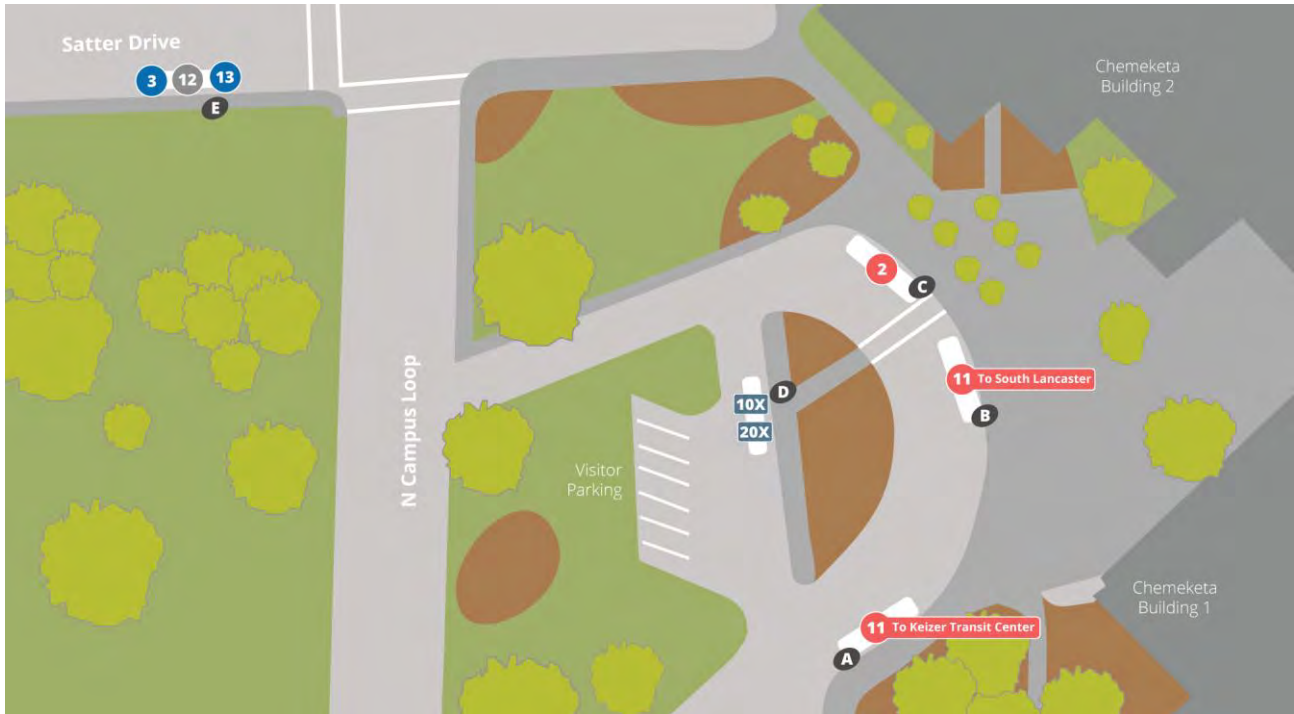 Satter Drive
3 12 13
E
Chemeketa
Building 2
2
C
11 To South Lancaster
B
D
10X
20X
N Campus Loop
Visitor
Parking
Chemeketa
Building 1
11 To Keizer Transit Center
A